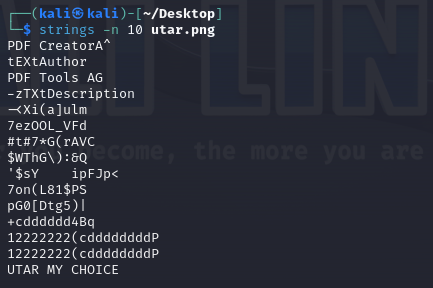 ┌──(kali㉿kali)-[~/Desktop]
└─$ strings -n 10 utar.png
PDF CreatorA^
tEXtAuthor
PDF Tools AG
-zTXtDescription
-<Xi(a]ulm
7ezOOL_VFd
#t#7*G(rAVC
$WThG\):&Q
'$sY    ipFJp<
7on(L81$PS
pG0[Dtg5)|
+cdddddd4Bq
12222222(cddddddddP
12222222(cddddddddP
UTAR MY CHOICE
become, the more you are